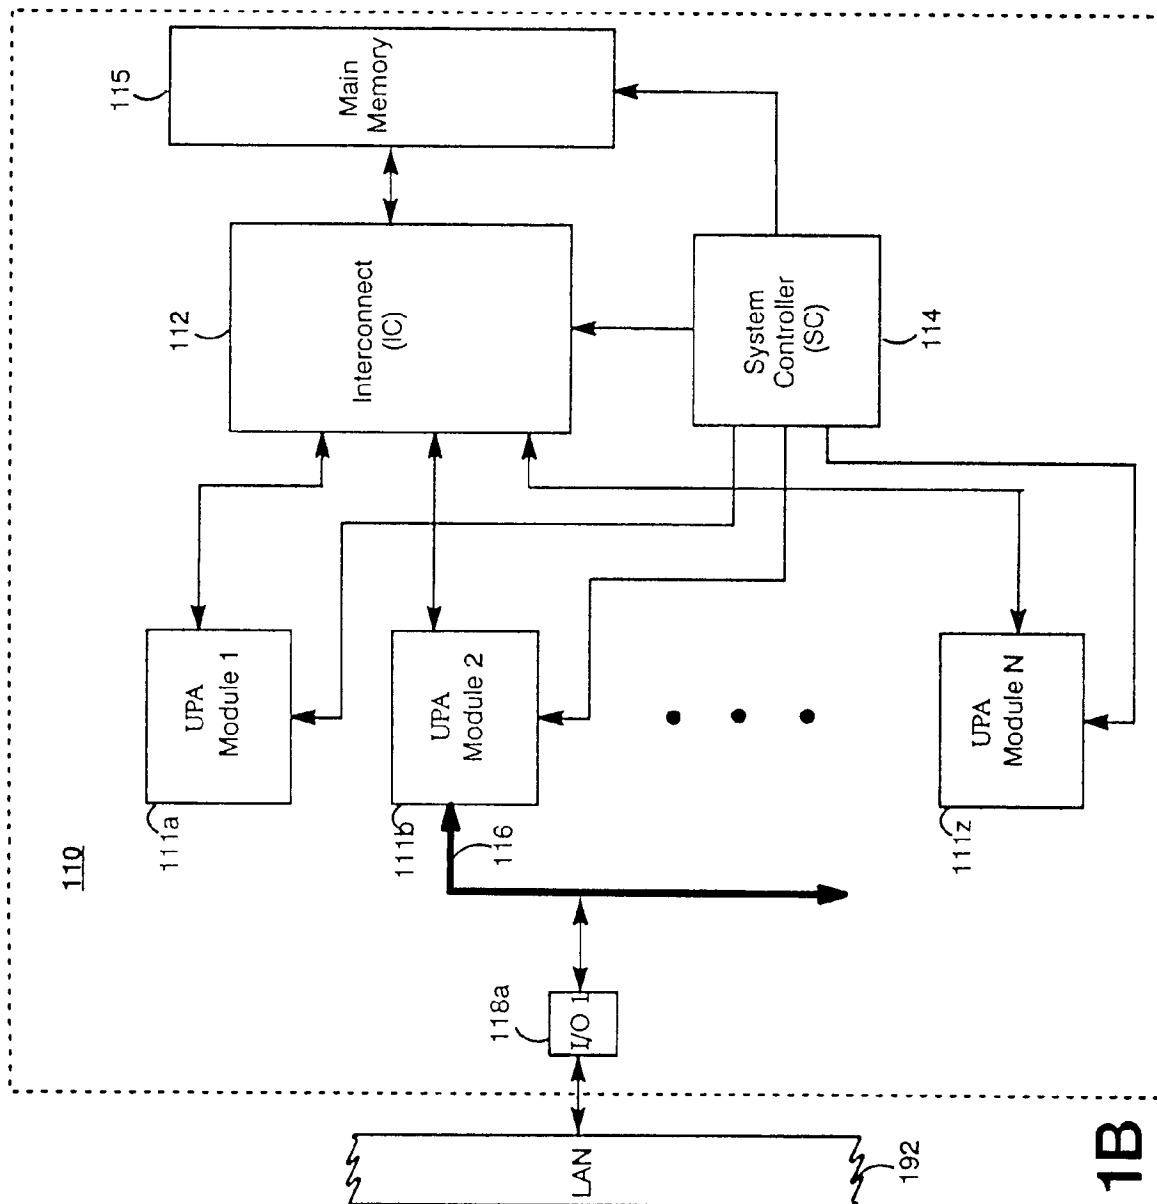 110
115
Main
Memory
112
Interconnect
(IC)
System
Controller
(SC)
114
UPA
Module 1
111a
UPA
Module 2
111b
116
UPA
Module N
111z
118a
I/O 1
LAN
192
1B